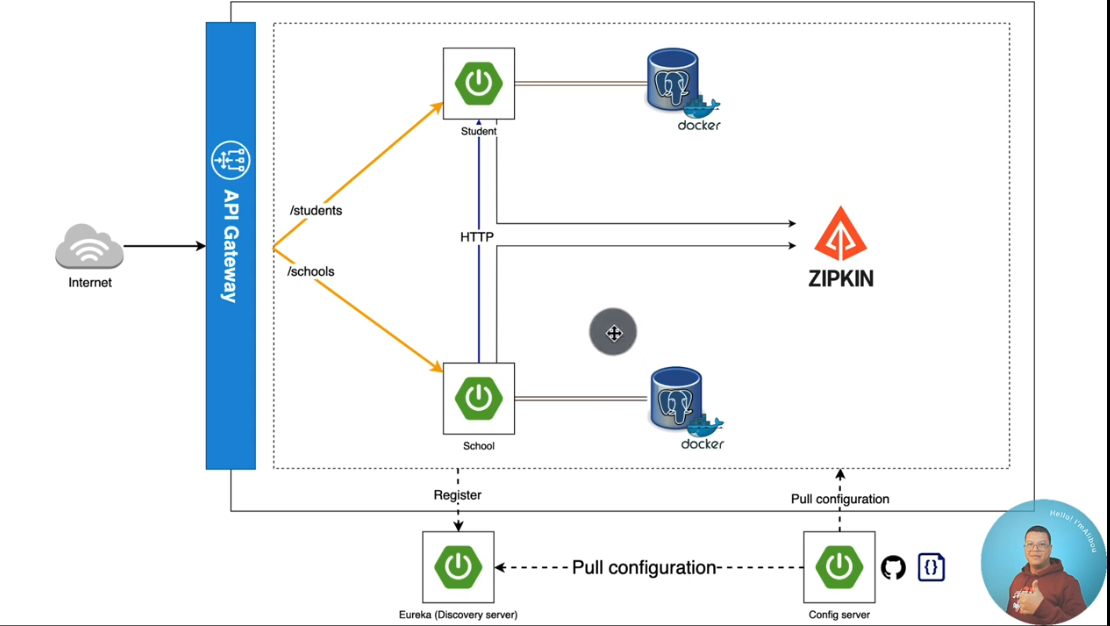 Student
docker
/students
API Gateway
HTTP
/schools
Internet
ZIPKIN
School
docker
Register
Pull configuration
Hello! I'mAlibou
Pull configuration
Eureka (Discovery server)
Config server
{}